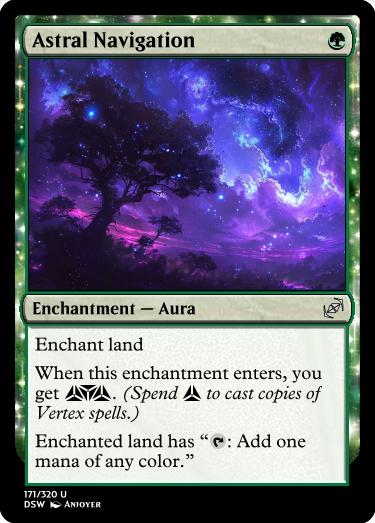 Astral Navigation
Enchantment — Aura
Enchant land
When this enchantment enters, you
get . (Spend to cast copies of
Vertex spells.)
Enchanted land has “: Add one
mana of any color.”
171/320 U
DSW Anjoyer